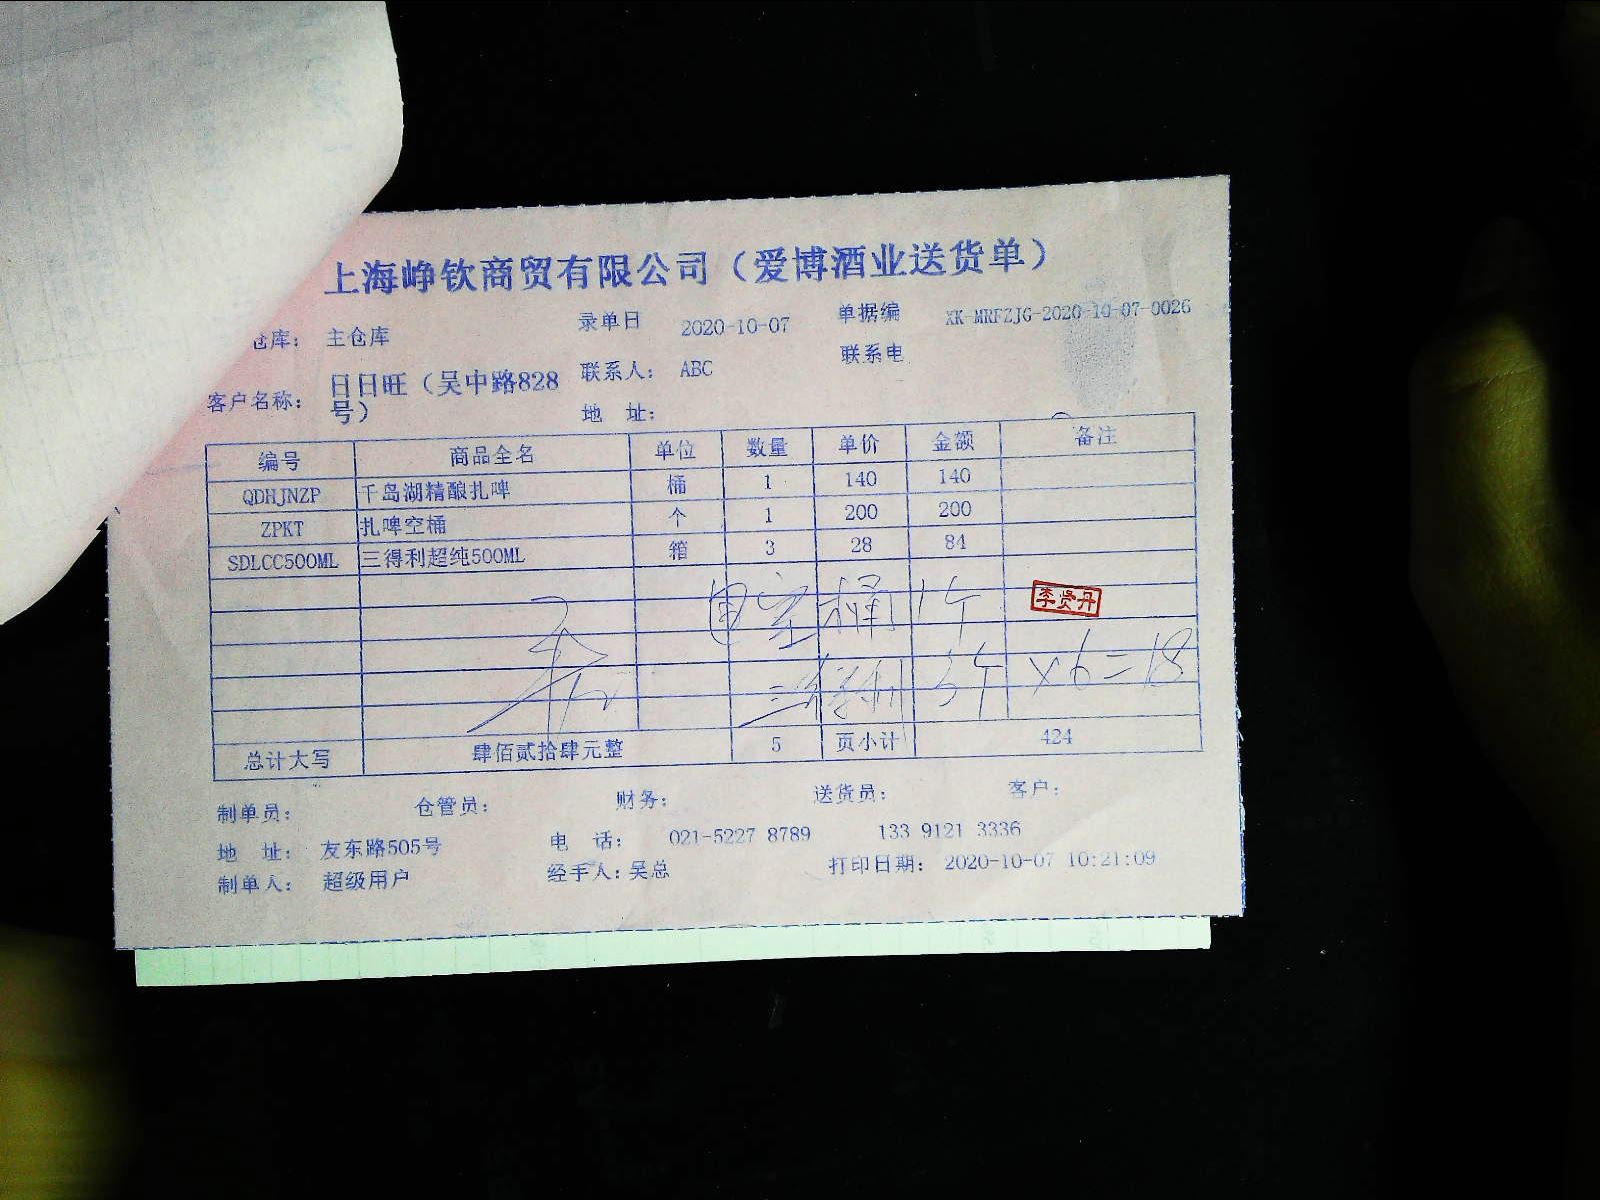 上海峥钦商贸有限公司（爱博酒业送货单）
仓库： 主仓库 录单日 2020-10-07 单据编 XK-MRFZJG-2020-10-07-0026
客户名称： 日日旺（吴中路828号） 联系人： ABC 联系电
地 址：
编号 商品全名 单位 数量 单价 金额 备注
QDHJNZP 千岛湖精酿扎啤 桶 1 140 140
ZPKT 扎啤空桶 个 1 200 200
SDLCC500ML 三得利超纯500ML 箱 3 28 84
空桶 1个
李贤丹
三得利 3个 x6=18
总计大写 肆佰贰拾肆元整 5 页小计 424
制单员： 仓管员： 财务： 送货员： 客户：
地 址： 友东路505号 电 话： 021-5227 8789 133 9121 3336
制单人： 超级用户 经手人：吴总 打印日期： 2020-10-07 10:21:09